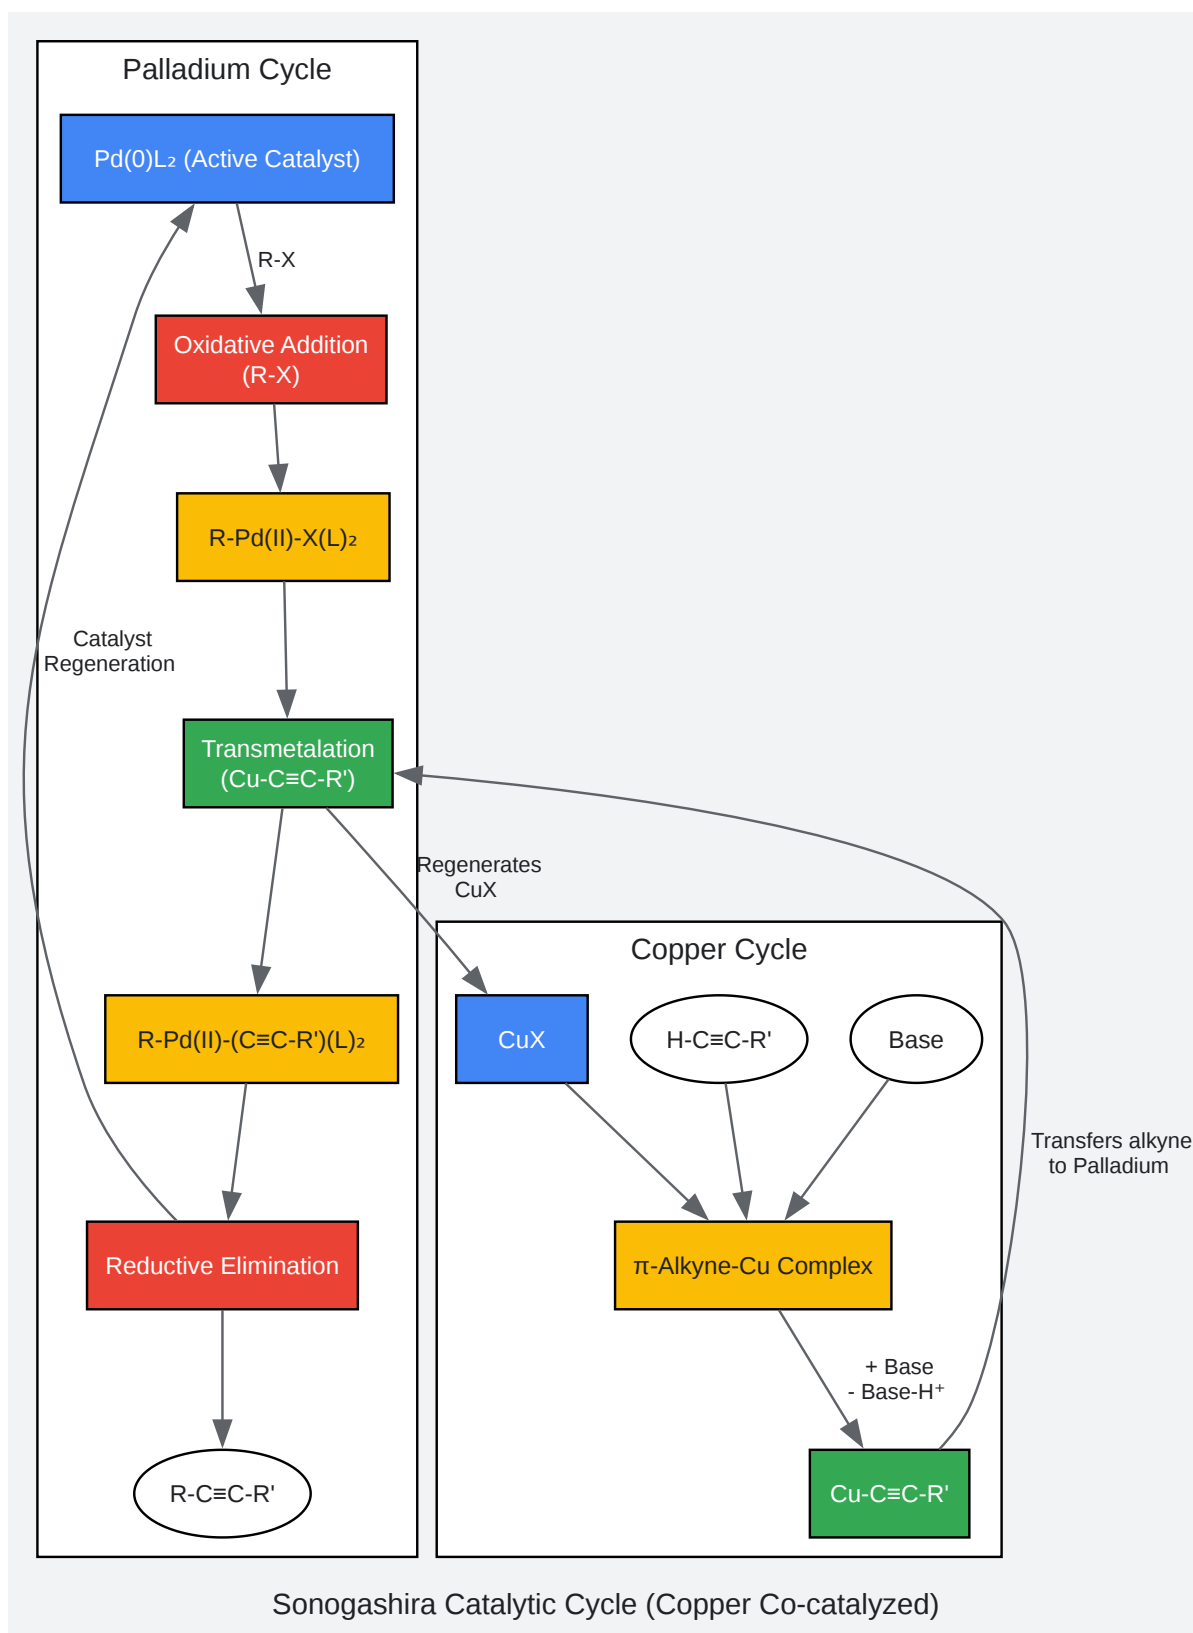 Palladium Cycle
Pd(0)L₂ (Active Catalyst)
R-X
Oxidative Addition
(R-X)
R-Pd(II)-X(L)₂
Catalyst
Regeneration
Transmetalation
(Cu-C≡C-R')
Regenerates
CuX
R-Pd(II)-(C≡C-R')(L)₂
Reductive Elimination
R-C≡C-R'
Copper Cycle
CuX
H-C≡C-R'
Base
Transfers alkyne
to Palladium
π-Alkyne-Cu Complex
+ Base
- Base-H⁺
Cu-C≡C-R'
Sonogashira Catalytic Cycle (Copper Co-catalyzed)